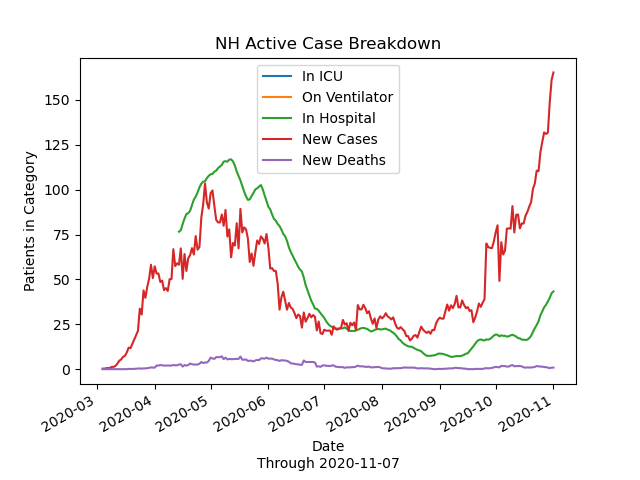 NH Active Case Breakdown
In ICU
On Ventilator
In Hospital
New Cases
New Deaths
Patients in Category
150
125
100
75
50
25
0
2020-03
2020-04
2020-05
2020-06
2020-07
2020-08
2020-09
2020-10
2020-11
Date
Through 2020-11-07